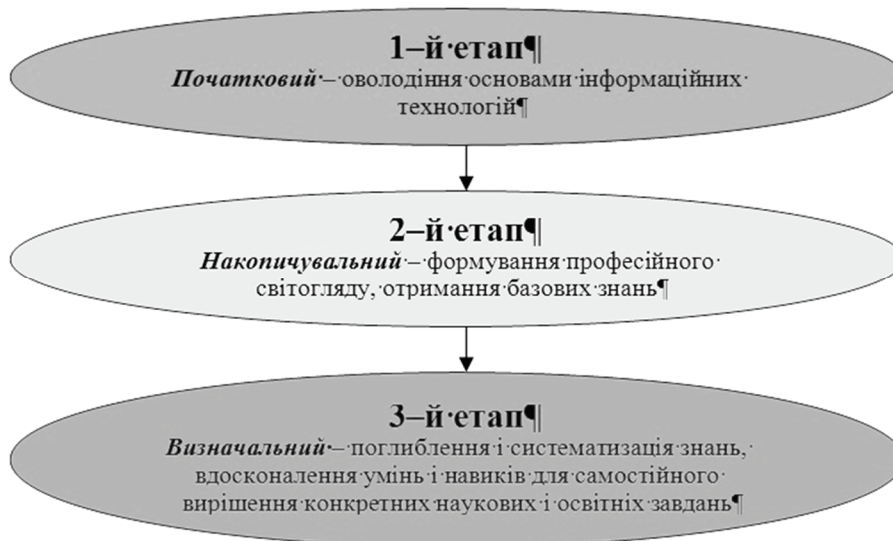 1–й·етап¶
Початковий·–·оволодіння·основами·інформаційних·
технологій¶
2–й·етап¶
Накопичувальний·–·формування·професійного·
світогляду,·отримання·базових·знань¶
3–й·етап¶
Визначальний·–·поглиблення·і·систематизація·знань,·
вдосконалення·умінь·і·навиків·для·самостійного·
вирішення·конкретних·наукових·і·освітніх·завдань¶